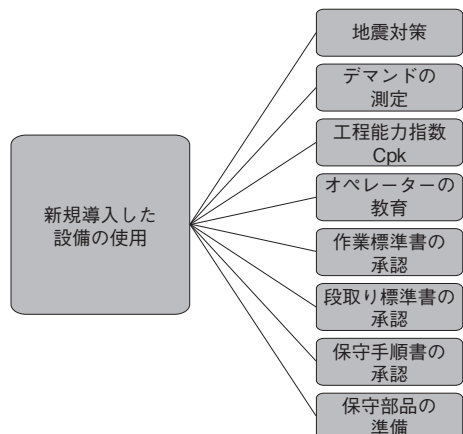 新規導入した
設備の使用
地震対策
デマンドの
測定
工程能力指数
Cpk
オペレーターの
教育
作業標準書の
承認
段取り標準書の
承認
保守手順書の
承認
保守部品の
準備